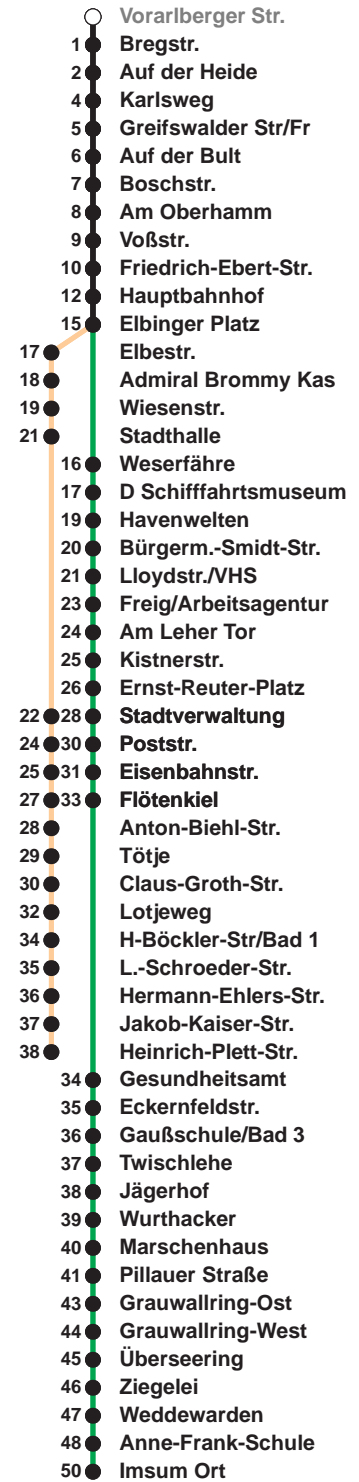 Vorarlberger Str.
1 Bregstr.
2 Auf der Heide
4 Karlsweg
5 Greifswalder Str/Fr
6 Auf der Bult
7 Boschstr.
8 Am Oberhamm
9 Voßstr.
10 Friedrich-Ebert-Str.
12 Hauptbahnhof
15 Elbinger Platz
17 Elbestr.
18 Admiral Brommy Kas
19 Wiesenstr.
21 Stadthalle
16 Weserfähre
17 D Schifffahrtsmuseum
19 Havenwelten
20 Bürgerm.-Smidt-Str.
21 Lloydstr./VHS
23 Freig/Arbeitsagentur
24 Am Leher Tor
25 Kistnerstr.
26 Ernst-Reuter-Platz
22 28 Stadtverwaltung
24 30 Poststr.
25 31 Eisenbahnstr.
27 33 Flötenkiel
28 Anton-Biehl-Str.
29 Tötje
30 Claus-Groth-Str.
32 Lotjeweg
34 H-Böckler-Str/Bad 1
35 L.-Schroeder-Str.
36 Hermann-Ehlers-Str.
37 Jakob-Kaiser-Str.
38 Heinrich-Plett-Str.
34 Gesundheitsamt
35 Eckernfeldstr.
36 Gaußschule/Bad 3
37 Twischlehe
38 Jägerhof
39 Wurthacker
40 Marschenhaus
41 Pillauer Straße
43 Grauwallring-Ost
44 Grauwallring-West
45 Überseering
46 Ziegelei
47 Weddewarden
48 Anne-Frank-Schule
50 Imsum Ort